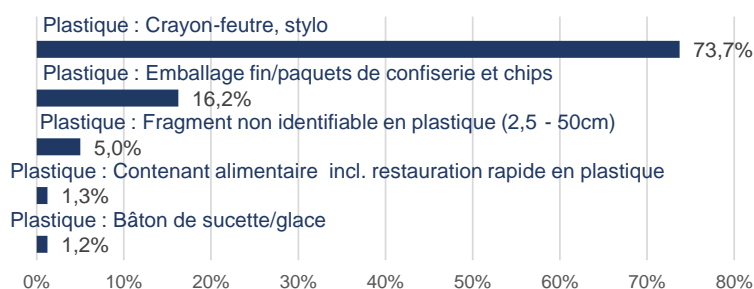 Plastique : Crayon-feutre, stylo
73,7%
Plastique : Emballage fin/paquets de confiserie et chips
16,2%
Plastique : Fragment non identifiable en plastique (2,5 - 50cm)
5,0%
Plastique : Contenant alimentaire incl. restauration rapide en plastique
1,3%
Plastique : Bâton de sucette/glace
1,2%
0% 10% 20% 30% 40% 50% 60% 70% 80%